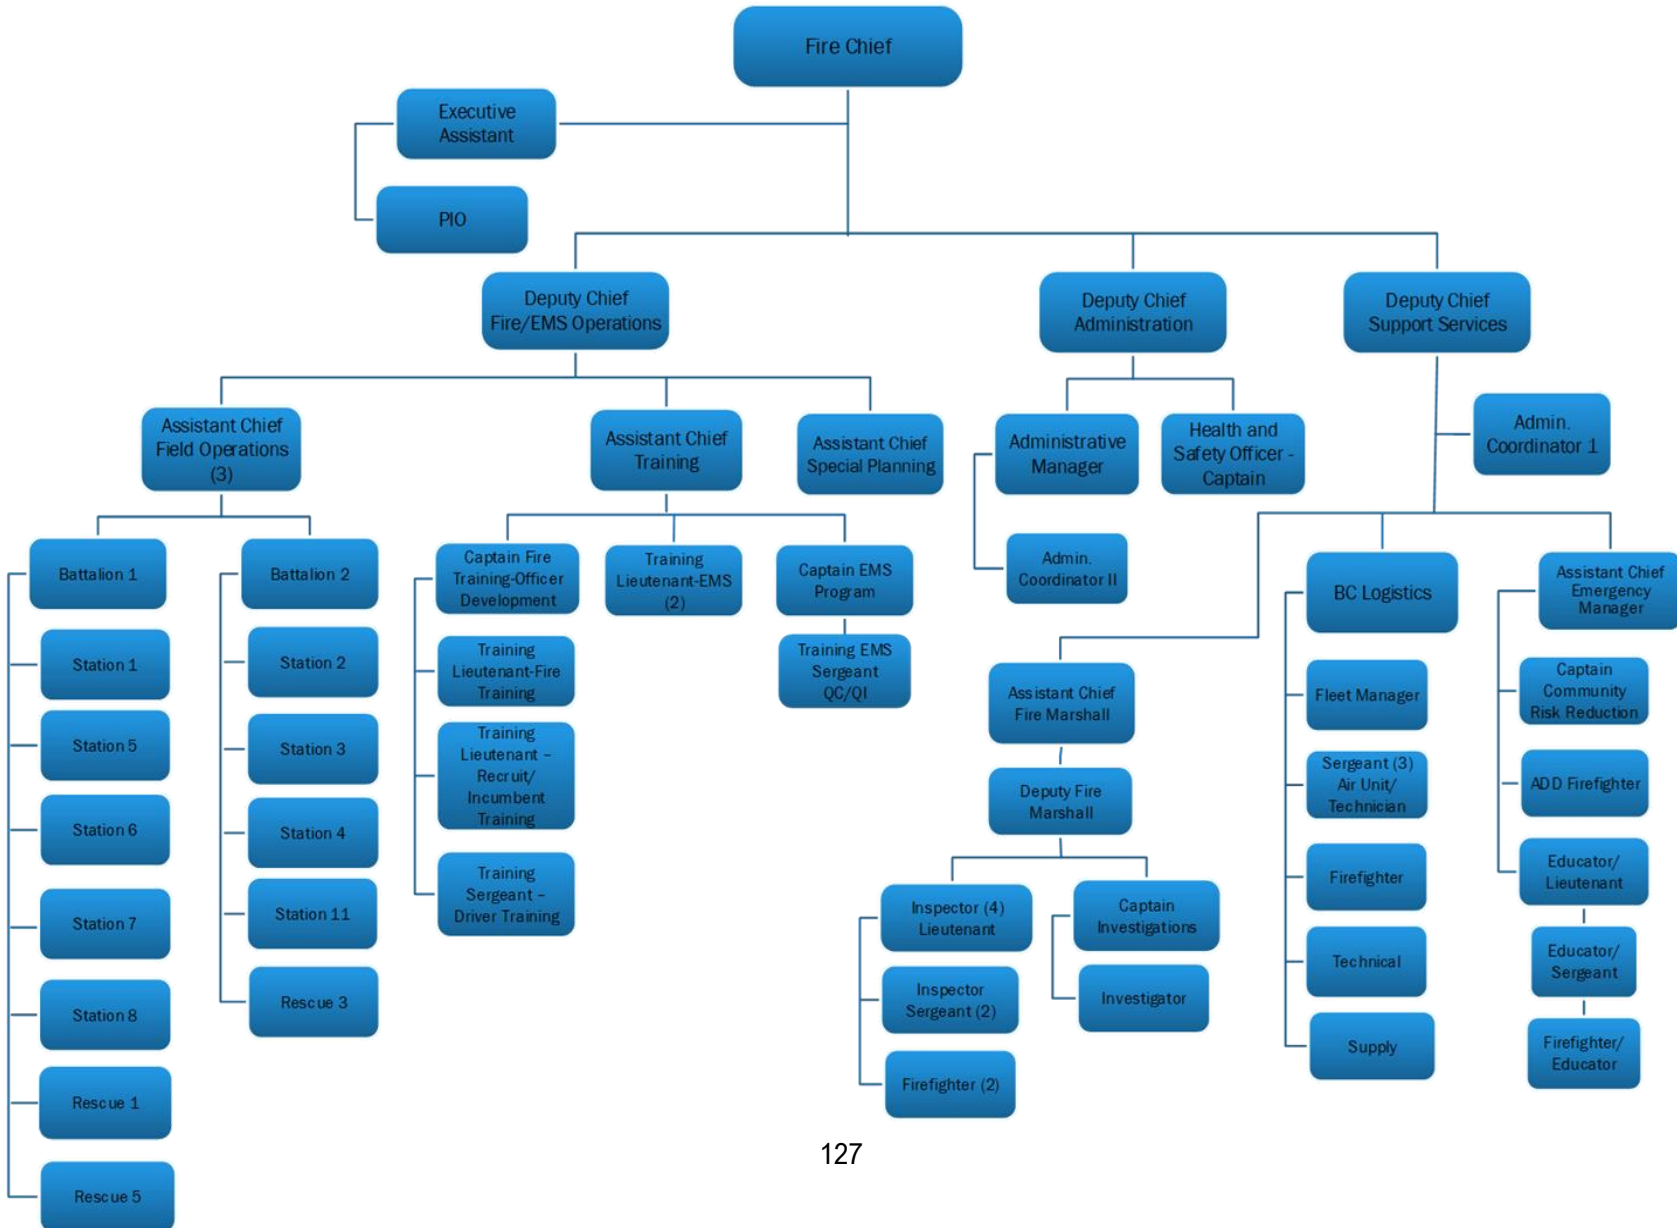 Fire Chief
Executive
Assistant
PIO
Deputy Chief
Fire/EMS Operations
Deputy Chief
Administration
Deputy Chief
Support Services
Assistant Chief
Field Operations
(3)
Assistant Chief
Training
Assistant Chief
Special Planning
Administrative
Manager
Health and
Safety Officer -
Captain
Admin.
Coordinator 1
Battalion 1
Battalion 2
Captain Fire
Training-Officer
Development
Training
Lieutenant-EMS
(2)
Captain EMS
Program
Admin.
Coordinator II
BC Logistics
Assistant Chief
Emergency
Manager
Station 1
Station 2
Training
Lieutenant-Fire
Training
Training EMS
Sergeant
QC/QI
Assistant Chief
Fire Marshall
Fleet Manager
Captain
Community
Risk Reduction
Station 5
Station 3
Training
Lieutenant –
Recruit/
Incumbent
Training
Deputy Fire
Marshall
Sergeant (3)
Air Unit/
Technician
ADD Firefighter
Station 6
Station 4
Training
Sergeant –
Driver Training
Inspector (4)
Lieutenant
Captain
Investigations
Firefighter
Educator/
Lieutenant
Station 7
Station 11
Inspector
Sergeant (2)
Investigator
Technical
Educator/
Sergeant
Station 8
Rescue 3
Firefighter (2)
Supply
Firefighter/
Educator
Rescue 1
Rescue 5
127